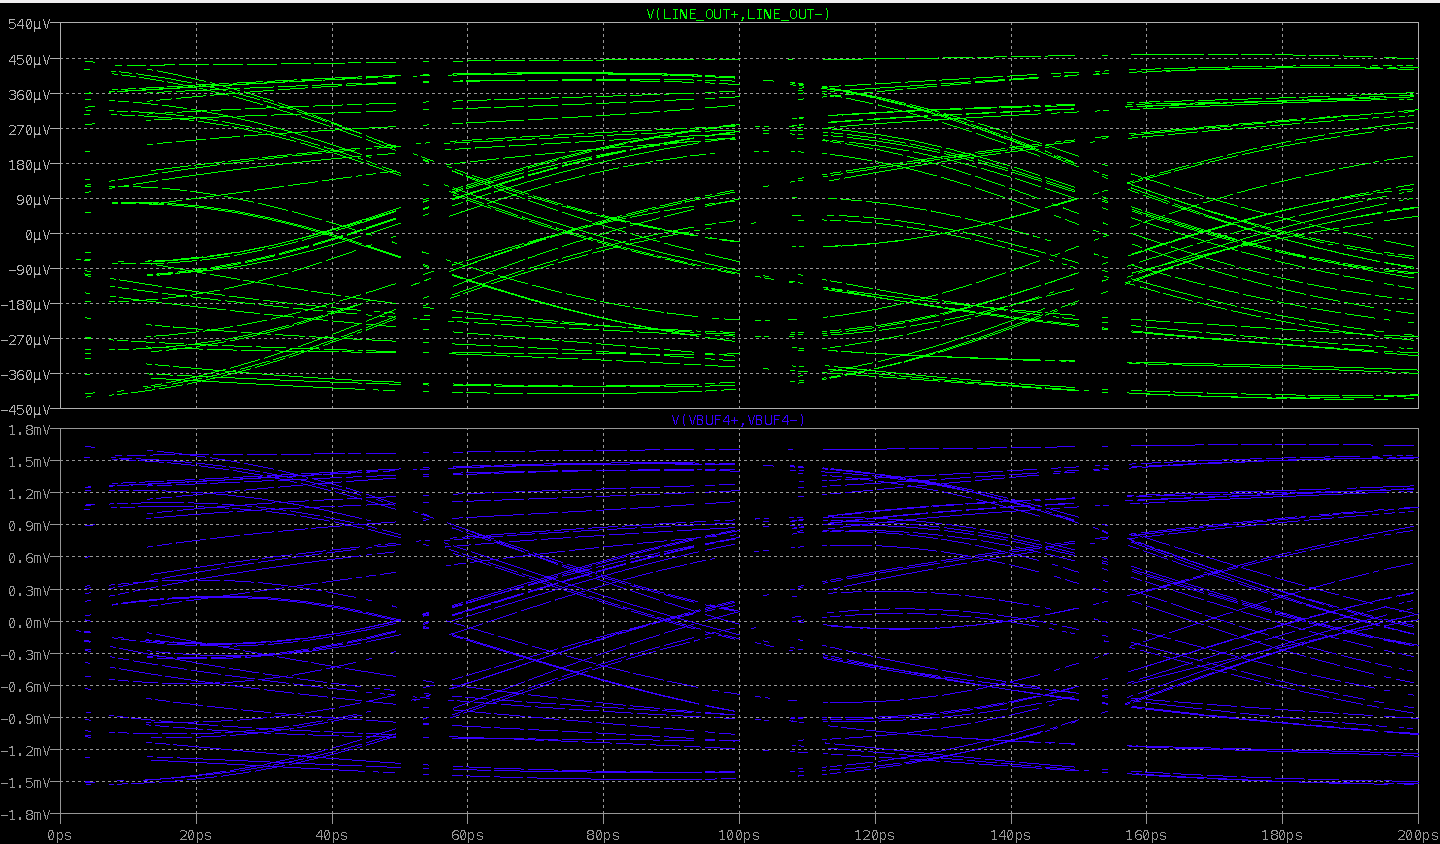 V(LINE_OUT+,LINE_OUT-)
540µV
450µV
360µV
270µV
180µV
90µV
0µV
-90µV
-180µV
-270µV
-360µV
-450µV
V(VBUF4+,VBUF4-)
1.8mV
1.5mV
1.2mV
0.9mV
0.6mV
0.3mV
0.0mV
-0.3mV
-0.6mV
-0.9mV
-1.2mV
-1.5mV
-1.8mV
0ps 20ps 40ps 60ps 80ps 100ps 120ps 140ps 160ps 180ps 200ps